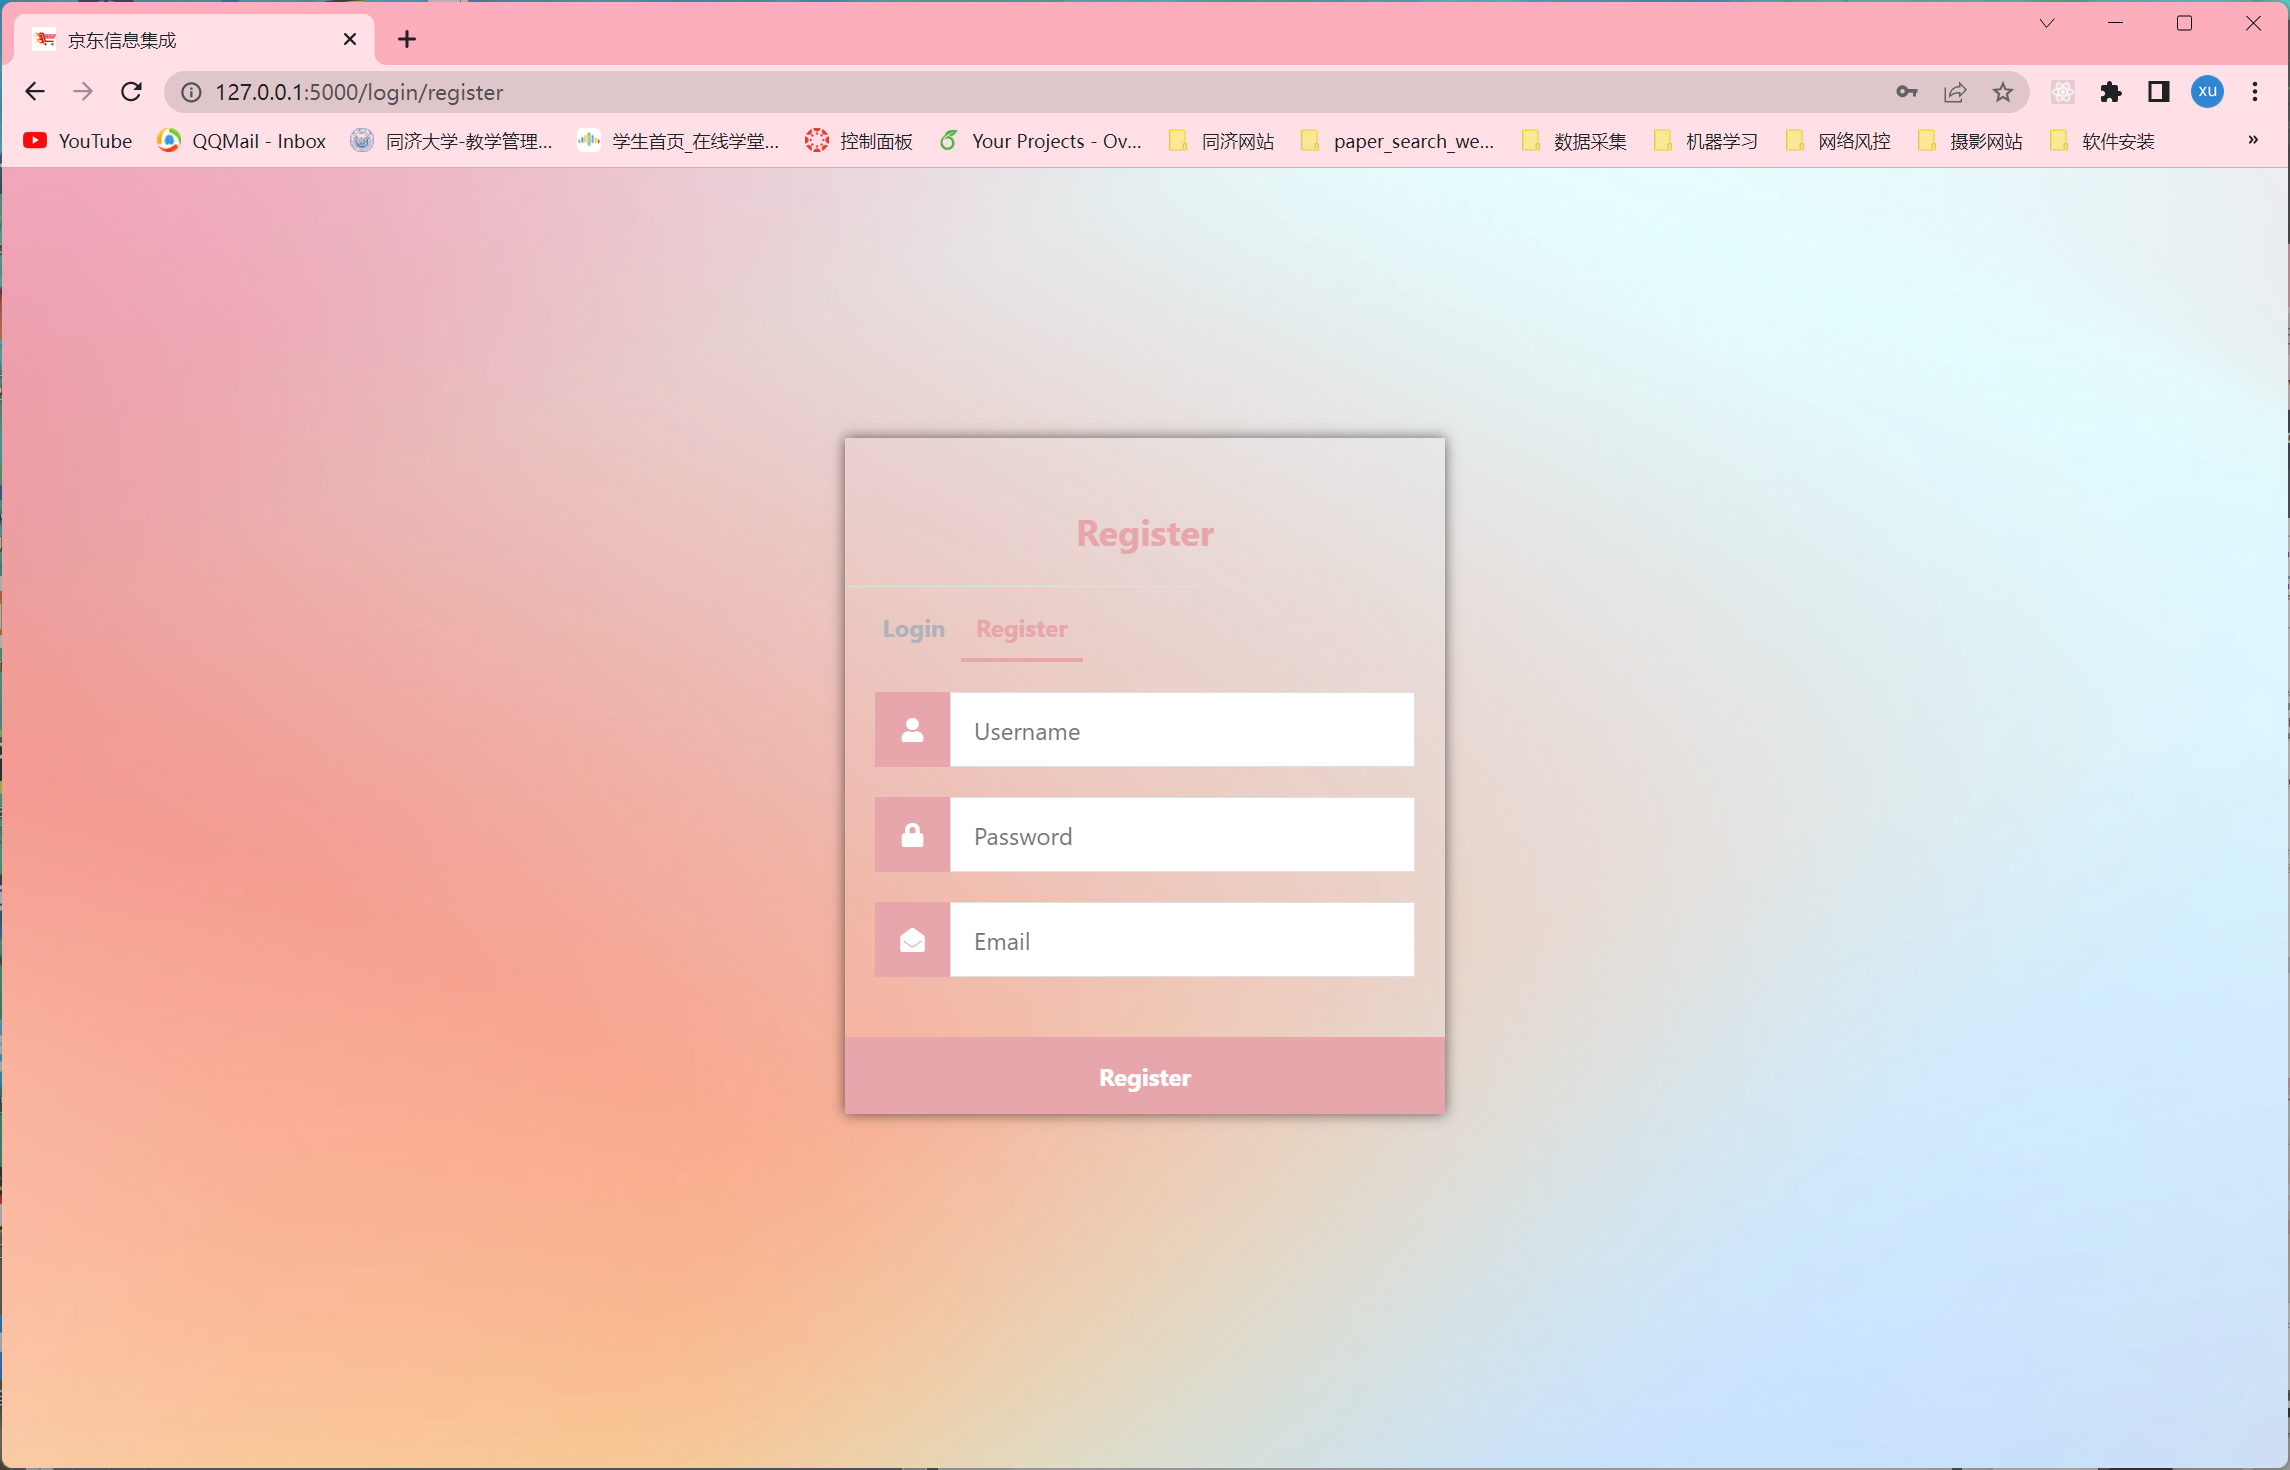 京东信息集成
127.0.0.1:5000/login/register
xu
YouTube QQMail - Inbox 同济大学-教学管理... 学生首页_在线学堂... 控制面板 Your Projects - Ov... 同济网站 paper_search_we... 数据采集 机器学习 网络风控 摄影网站 软件安装 »
Register
Login Register
Username
Password
Email
Register